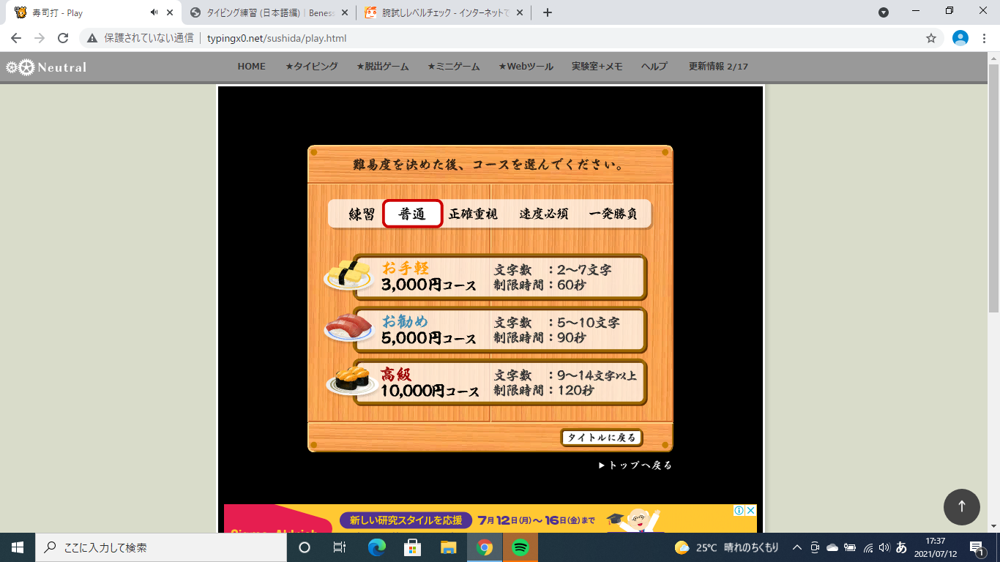 寿司打 - Play
タイピング練習 (日本語編) | Beness
腕試しレベルチェック - インターネットで
保護されていない通信 | typingx0.net/sushida/play.html
Neutral HOME ★タイピング ★脱出ゲーム ★ミニゲーム ★Webツール 実験室+メモ ヘルプ 更新情報 2/17
難易度を決めた後、コースを選んでください。
練習 普通 正確重視 速度必須 一発勝負
お手軽
3,000円コース
文字数 :2〜7文字
制限時間:60秒
お勧め
5,000円コース
文字数 :5〜10文字
制限時間:90秒
高級
10,000円コース
文字数 :9〜14文字以上
制限時間:120秒
タイトルに戻る
▶トップへ戻る
新しい研究スタイルを応援 7月12日(月)〜16日(金)まで
ここに入力して検索
25℃ 晴れのちくもり
あ
17:37
2021/07/12
1